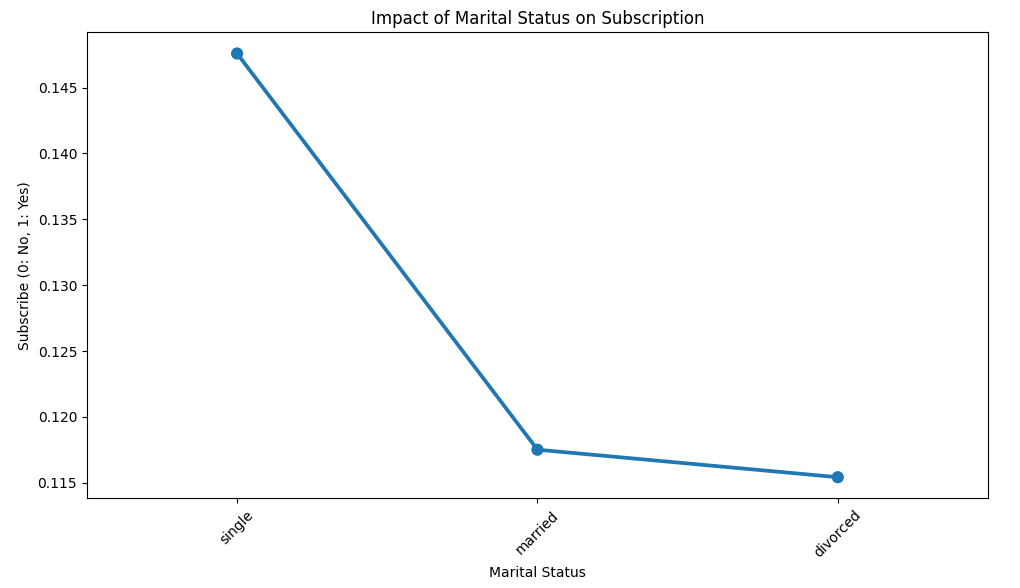 Impact of Marital Status on Subscription
Subscribe (0: No, 1: Yes)
0.145
0.140
0.135
0.130
0.125
0.120
0.115
single
married
divorced
Marital Status